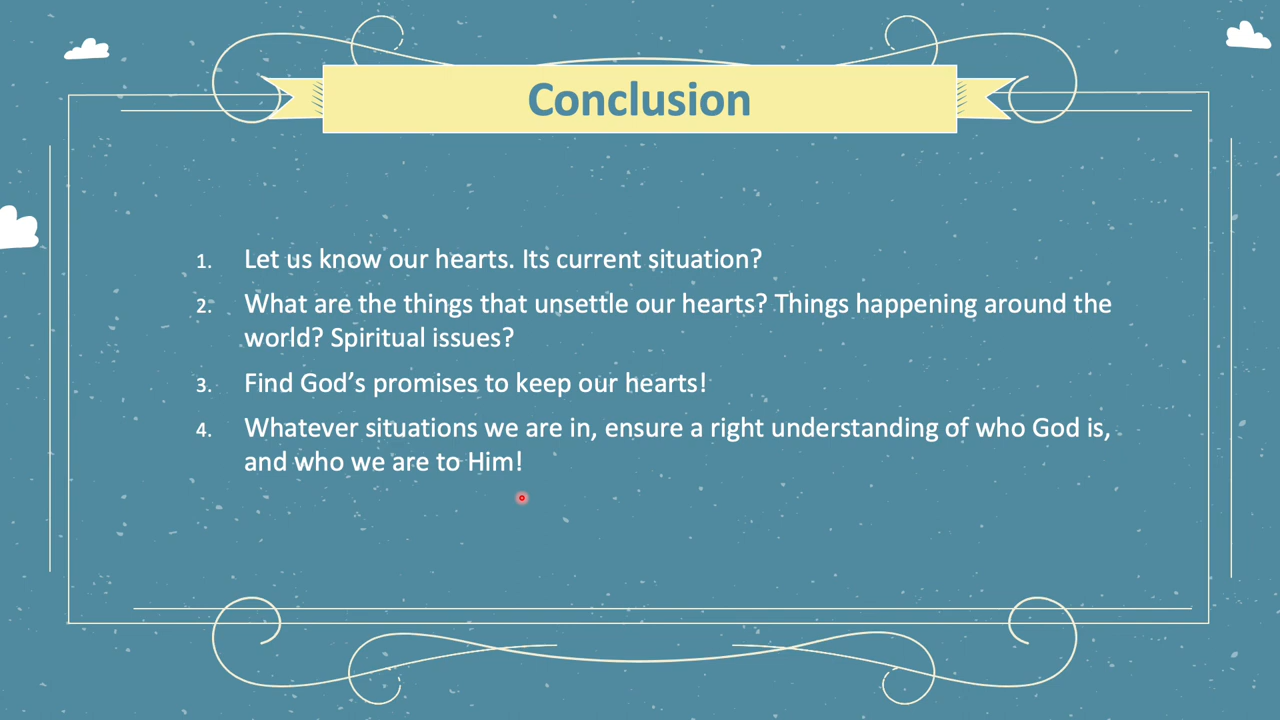 Conclusion
1. Let us know our hearts. Its current situation?
2. What are the things that unsettle our hearts? Things happening around the
world? Spiritual issues?
3. Find God’s promises to keep our hearts!
4. Whatever situations we are in, ensure a right understanding of who God is,
and who we are to Him!